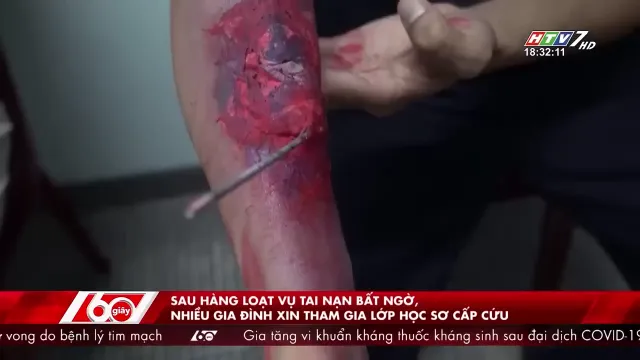 HTV7 HD
18:32:11
60 giây
SAU HÀNG LOẠT VỤ TAI NẠN BẤT NGỜ,
NHIỀU GIA ĐÌNH XIN THAM GIA LỚP HỌC SƠ CẤP CỨU
vong do bệnh lý tim mạch
Gia tăng vi khuẩn kháng thuốc kháng sinh sau đại dịch COVID-19